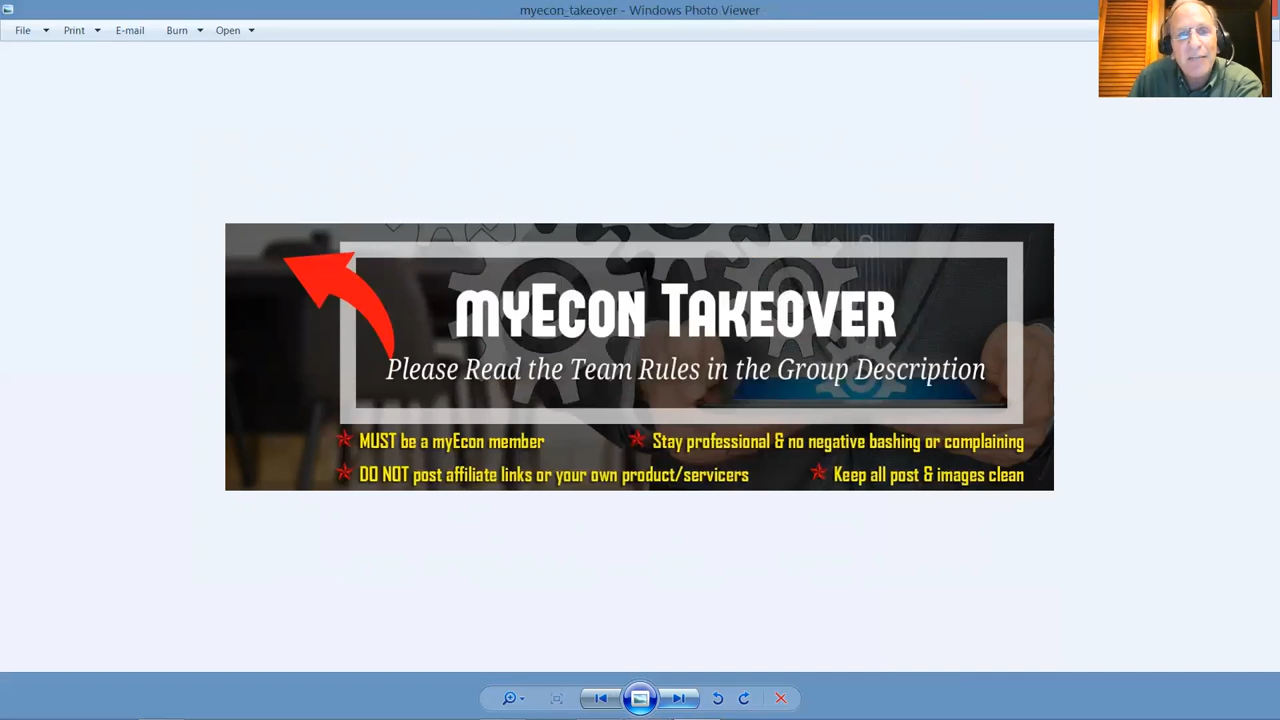 myecon_takeover - Windows Photo Viewer
File Print E-mail Burn Open
myEcon Takeover
Please Read the Team Rules in the Group Description
MUST be a myEcon member
Stay professional & no negative bashing or complaining
DO NOT post affiliate links or your own product/servicers
Keep all post & images clean